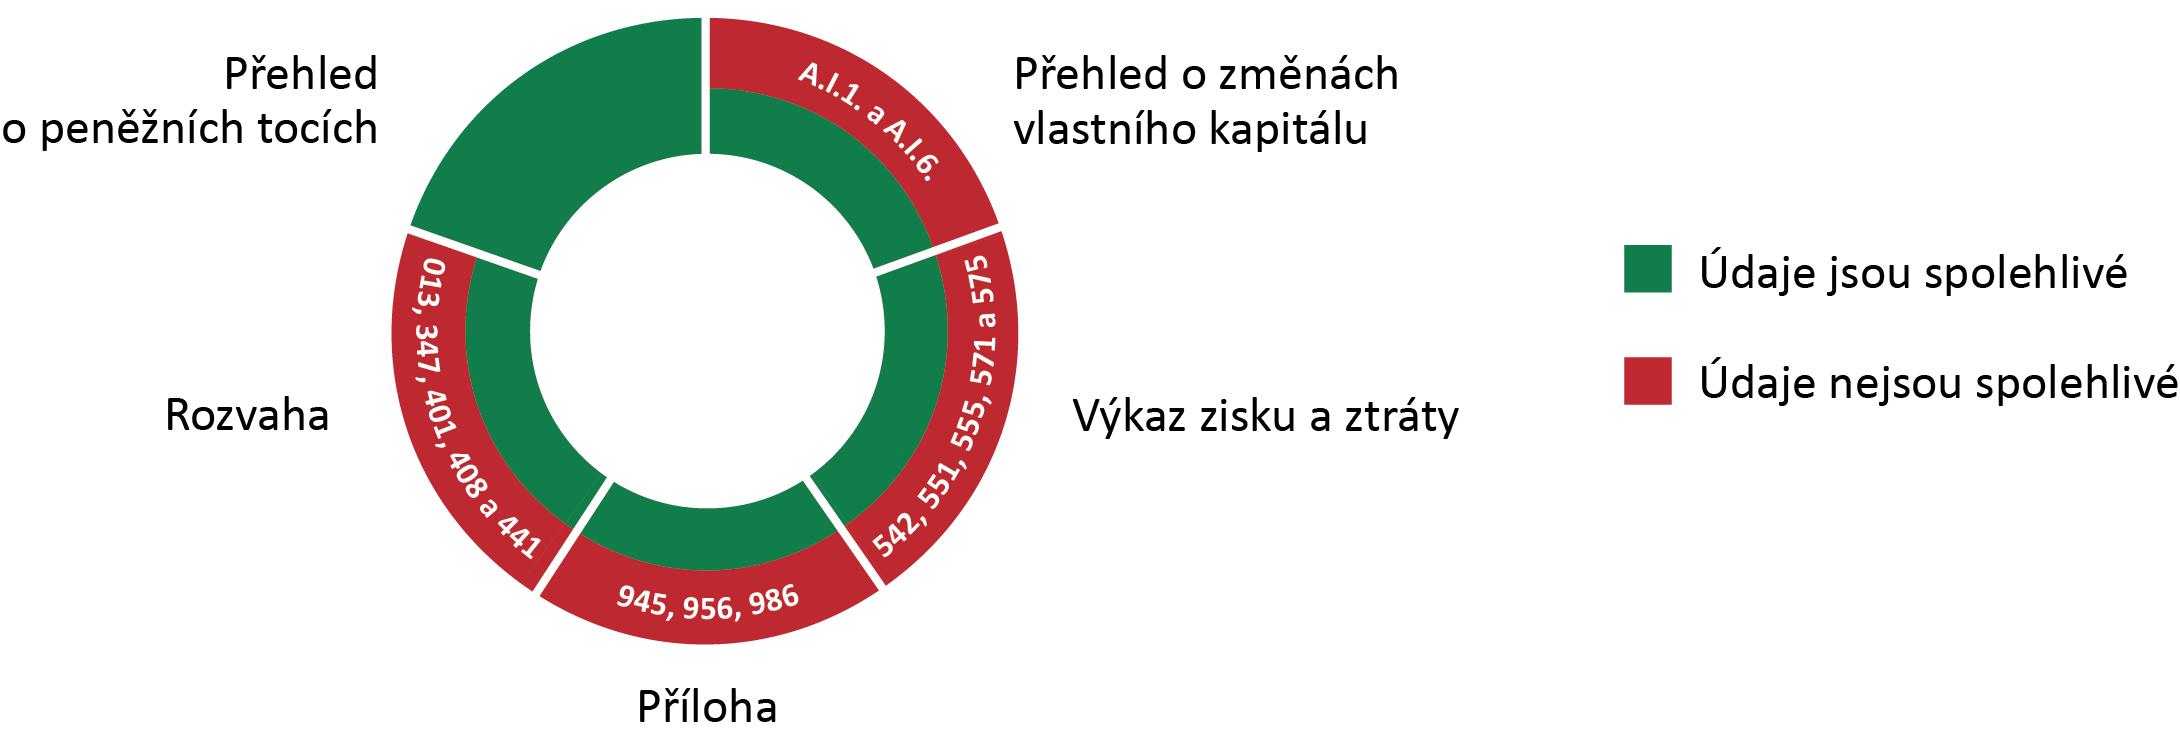 Přehled
o peněžních tocích
A.I.1. a A.I.6.
Přehled o změnách
vlastního kapitálu
013, 347, 401, 408 a 441
Rozvaha
542, 551, 555, 571 a 575
Výkaz zisku a ztráty
945, 956, 986
Příloha
Údaje jsou spolehlivé
Údaje nejsou spolehlivé